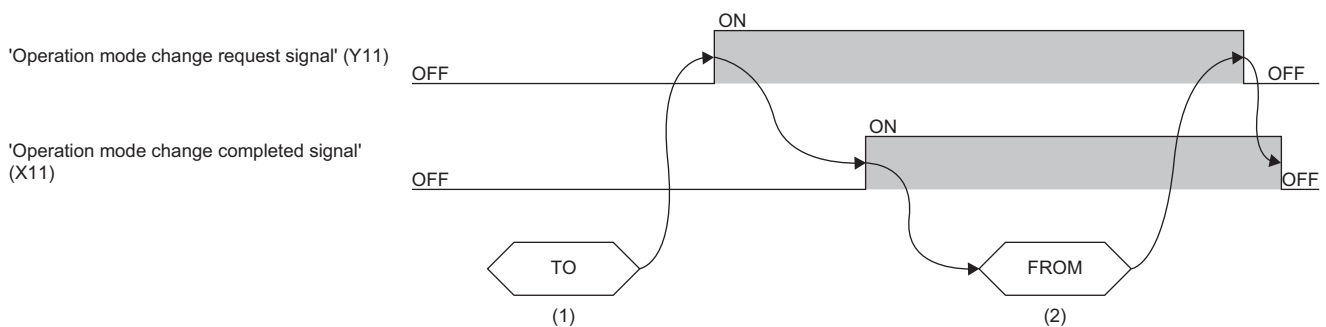 ON
'Operation mode change request signal' (Y11)
OFF
OFF
ON
'Operation mode change completed signal'
(X11)
OFF
OFF
TO
FROM
(1)
(2)